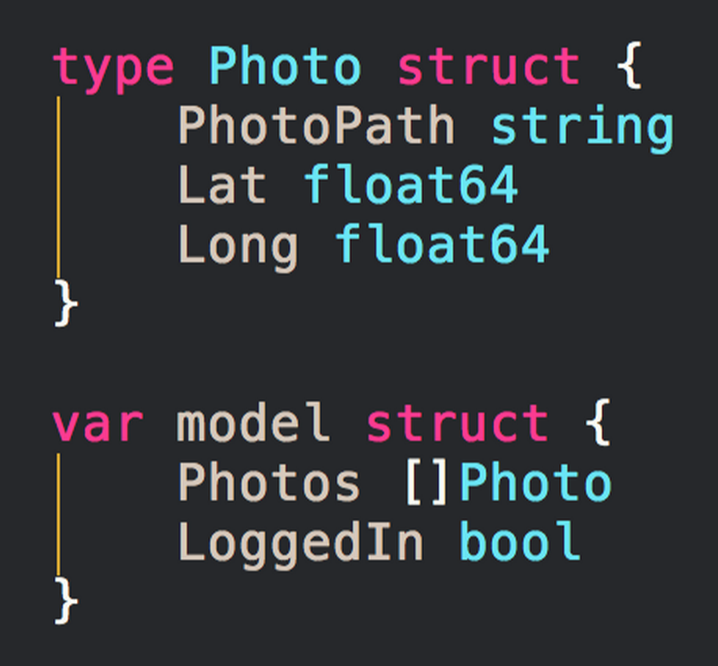 type Photo struct {
    PhotoPath string
    Lat float64
    Long float64
}
var model struct {
    Photos []Photo
    LoggedIn bool
}